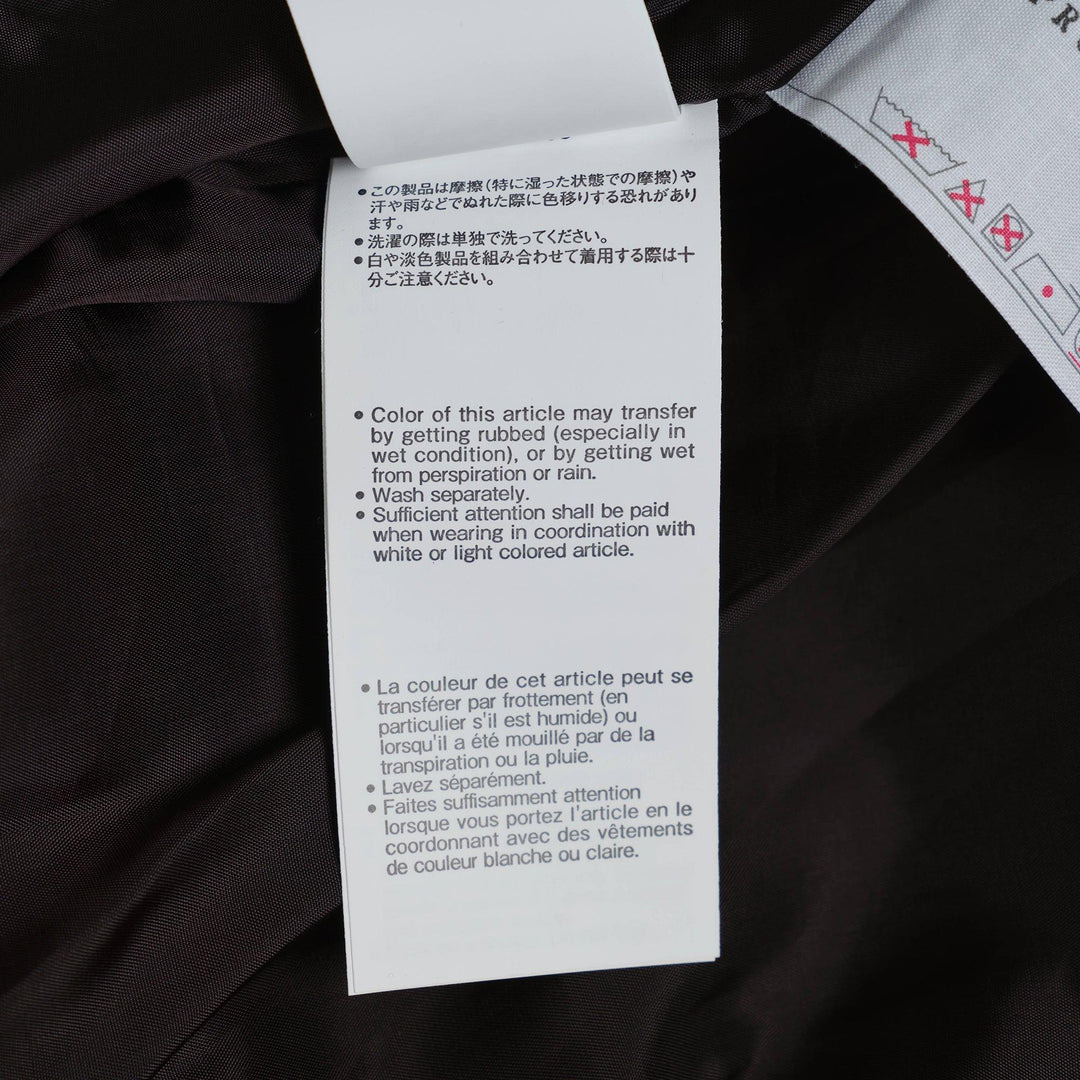 ● この製品は摩擦(特に湿った状態での摩擦)や
汗や雨などでぬれた際に色移りする恐れがあり
ます。
● 洗濯の際は単独で洗ってください。
● 白や淡色製品を組み合わせて着用する際は十
分ご注意ください。
● Color of this article may transfer
by getting rubbed (especially in
wet condition), or by getting wet
from perspiration or rain.
● Wash separately.
● Sufficient attention shall be paid
when wearing in coordination with
white or light colored article.
● La couleur de cet article peut se
transférer par frottement (en
particulier s'il est humide) ou
lorsqu'il a été mouillé par de la
transpiration ou la pluie.
● Lavez séparément.
● Faites suffisamment attention
lorsque vous portez l'article en le
coordonnant avec des vêtements
de couleur blanche ou claire.